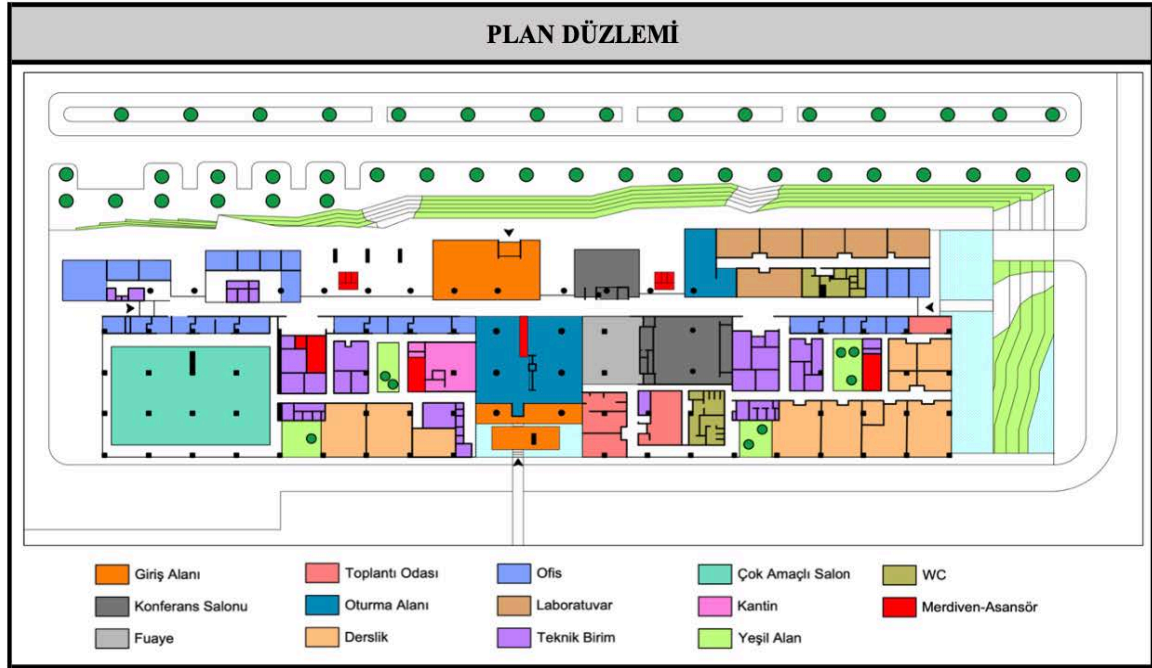 PLAN DÜZLEMİ
Giriş Alanı
Toplantı Odası
Ofis
Çok Amaçlı Salon
WC
Konferans Salonu
Oturma Alanı
Laboratuvar
Kantin
Merdiven-Asansör
Fuaye
Derslik
Teknik Birim
Yeşil Alan